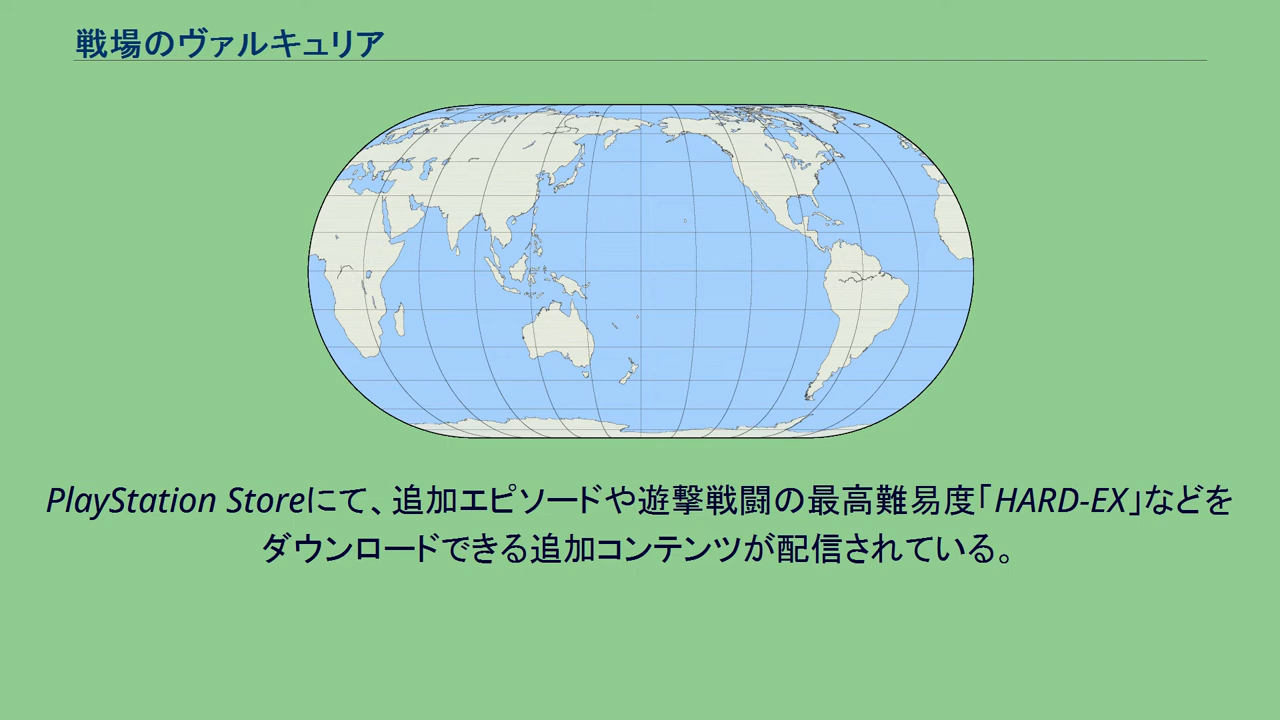 戦場のヴァルキュリア
PlayStation Storeにて、追加エピソードや遊撃戦闘の最高難易度「HARD-EX」などを
ダウンロードできる追加コンテンツが配信されている。